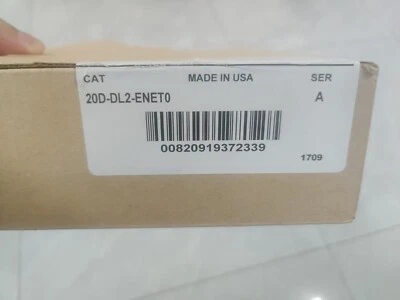 CAT MADE IN USA SER
20D-DL2-ENET0 A
00820919372339
1709